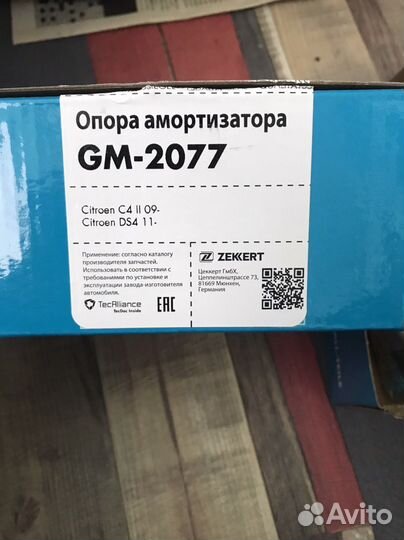 Опора амортизатора
GM-2077
Citroen C4 II 09-
Citroen DS4 11-
Применение: согласно каталогу
производителя запчастей.
Использовать в соответствии с
требованиями по установке и
эксплуатации завода-изготовителя
автомобиля.
ZEKKERT
Цеккерт ГмбХ,
Цеппелинштрассе 73,
81669 Мюнхен,
Германия
TecAlliance
TecDoc Inside
EAC
Avito